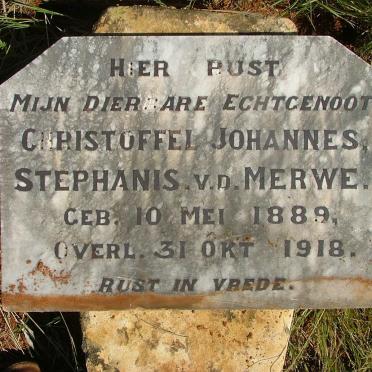 HIER RUST
MIJN DIERBARE ECHTGENOOT
CHRISTOFFEL JOHANNES,
STEPHANIS.V.D.MERWE.
GEB. 10 MEI 1889,
OVERL. 31 OKT 1918.
RUST IN VREDE.